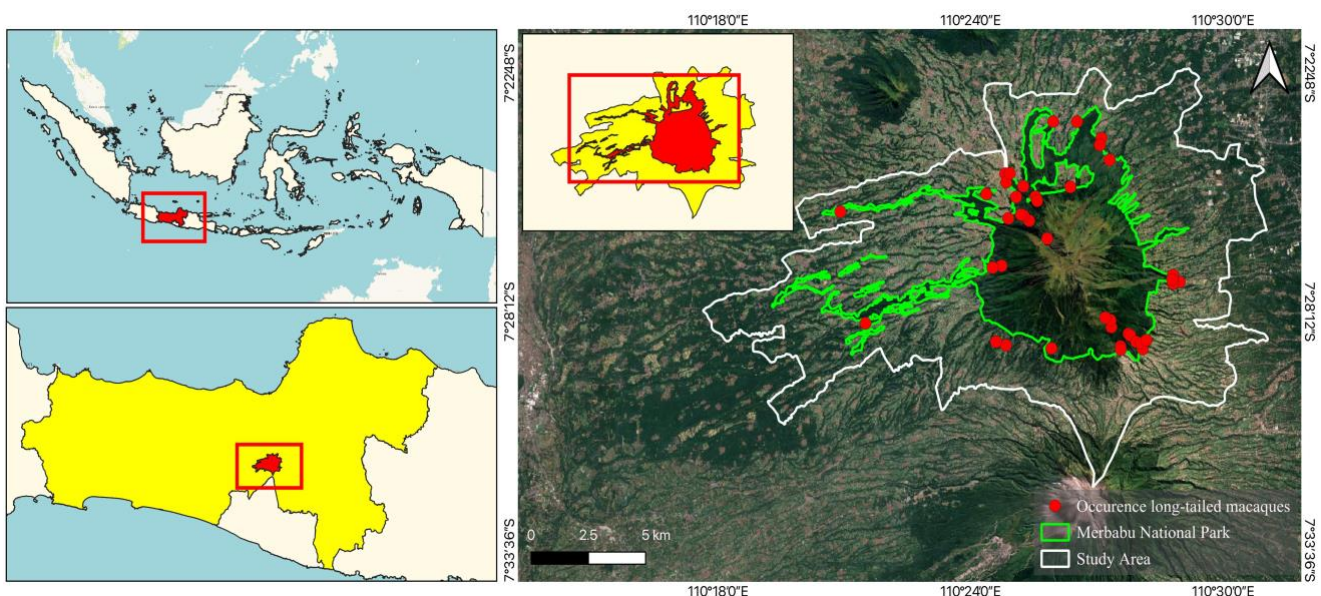 110°18'0"E
110°24'0"E
110°30'0"E
7°22'48"S
7°22'48"S
7°28'12"S
7°28'12"S
7°33'36"S
7°33'36"S
0 2.5 5 km
Occurence long-tailed macaques
Merbabu National Park
Study Area
110°18'0"E
110°24'0"E
110°30'0"E